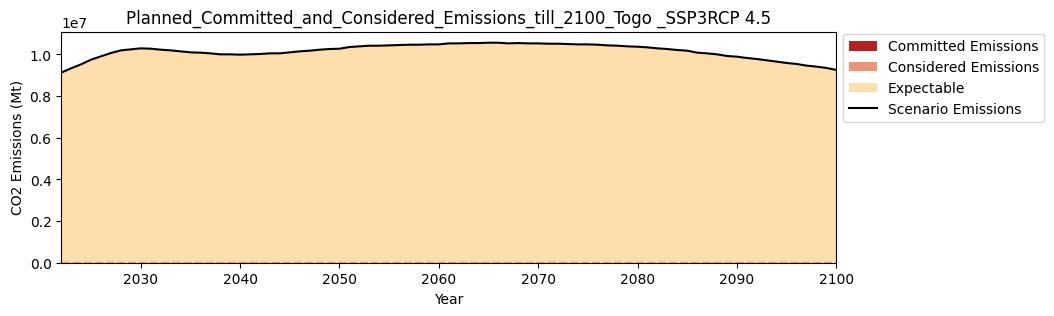 Planned_Committed_and_Considered_Emissions_till_2100_Togo _SSP3RCP 4.5
1e7
1.0
0.8
0.6
0.4
0.2
0.0
CO2 Emissions (Mt)
2030 2040 2050 2060 2070 2080 2090 2100
Year
Committed Emissions
Considered Emissions
Expectable
Scenario Emissions